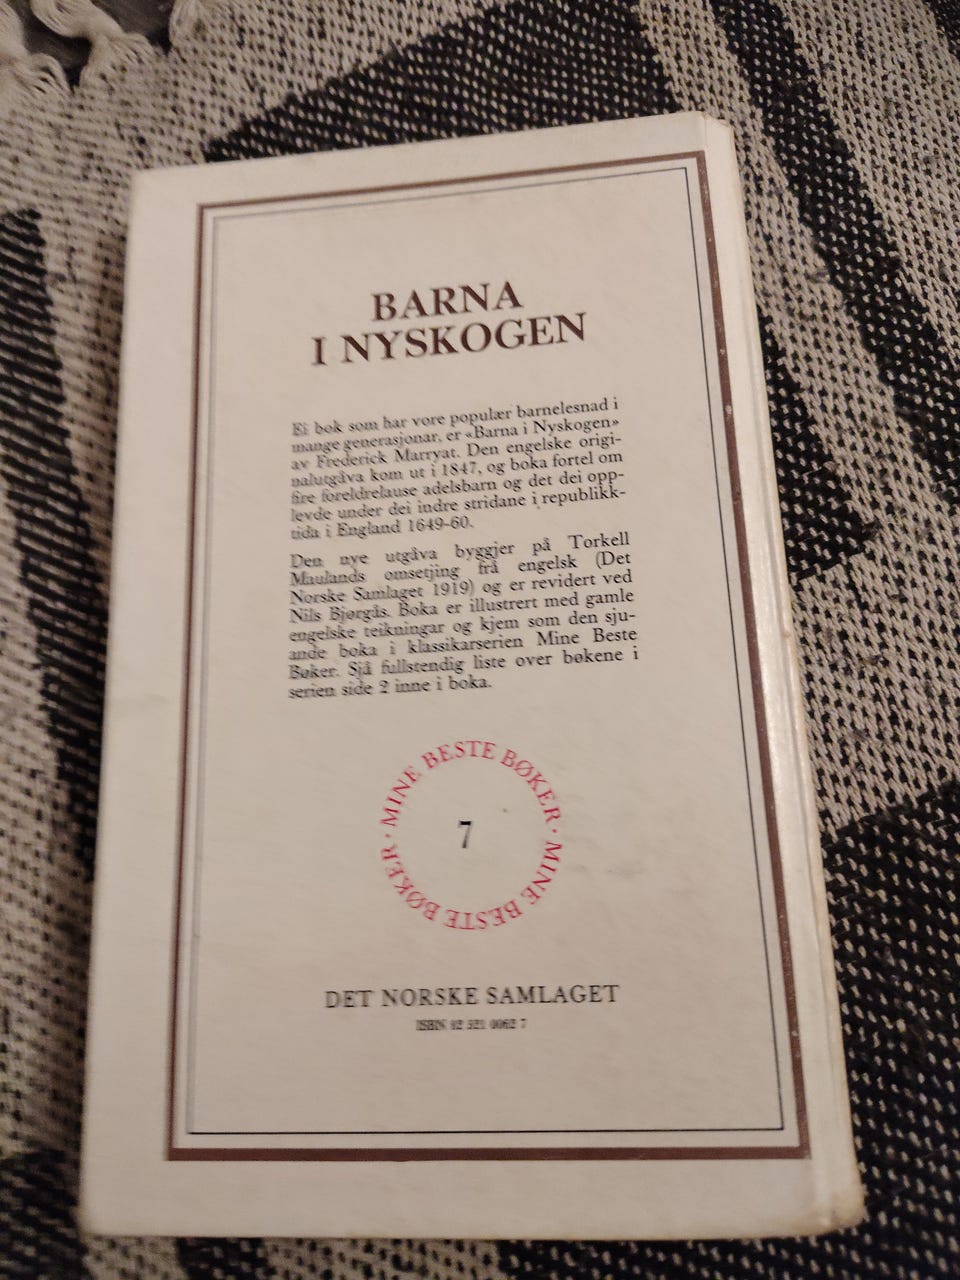 BARNA
I NYSKOGEN
Ei bok som har vore populær barnelesnad i
mange generasjonar, er «Barna i Nyskogen»
av Frederick Marryat. Den engelske origi-
nalutgåva kom ut i 1847, og boka fortel om
fire foreldrelause adelsbarn og det dei opp-
levde under dei indre stridane i republikk-
tida i England 1649-60.
Den nye utgåva byggjer på Torkell
Maulands omsetjing frå engelsk (Det
Norske Samlaget 1919) og er revidert ved
Nils Bjørgås. Boka er illustrert med gamle
engelske teikningar og kjem som den sju-
ande boka i klassikarserien Mine Beste
Bøker. Sjå fullstendig liste over bøkene i
serien side 2 inne i boka.
MINE BESTE BØKER · MINE BESTE BØKER ·
7
DET NORSKE SAMLAGET
ISBN 82 521 0062 7